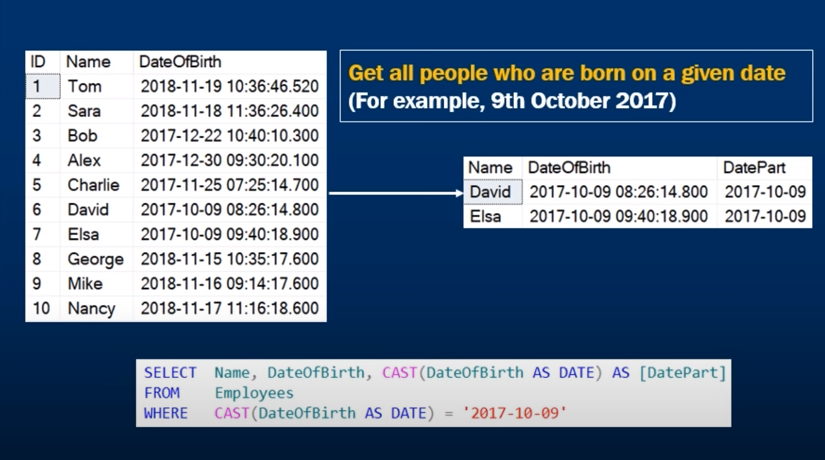 ID Name DateOfBirth
1 Tom 2018-11-19 10:36:46.520
2 Sara 2018-11-18 11:36:26.400
3 Bob 2017-12-22 10:40:10.300
4 Alex 2017-12-30 09:30:20.100
5 Charlie 2017-11-25 07:25:14.700
6 David 2017-10-09 08:26:14.800
7 Elsa 2017-10-09 09:40:18.900
8 George 2018-11-15 10:35:17.600
9 Mike 2018-11-16 09:14:17.600
10 Nancy 2018-11-17 11:16:18.600
Get all people who are born on a given date
(For example, 9th October 2017)
Name DateOfBirth DatePart
David 2017-10-09 08:26:14.800 2017-10-09
Elsa 2017-10-09 09:40:18.900 2017-10-09
SELECT Name, DateOfBirth, CAST(DateOfBirth AS DATE) AS [DatePart]
FROM Employees
WHERE CAST(DateOfBirth AS DATE) = '2017-10-09'